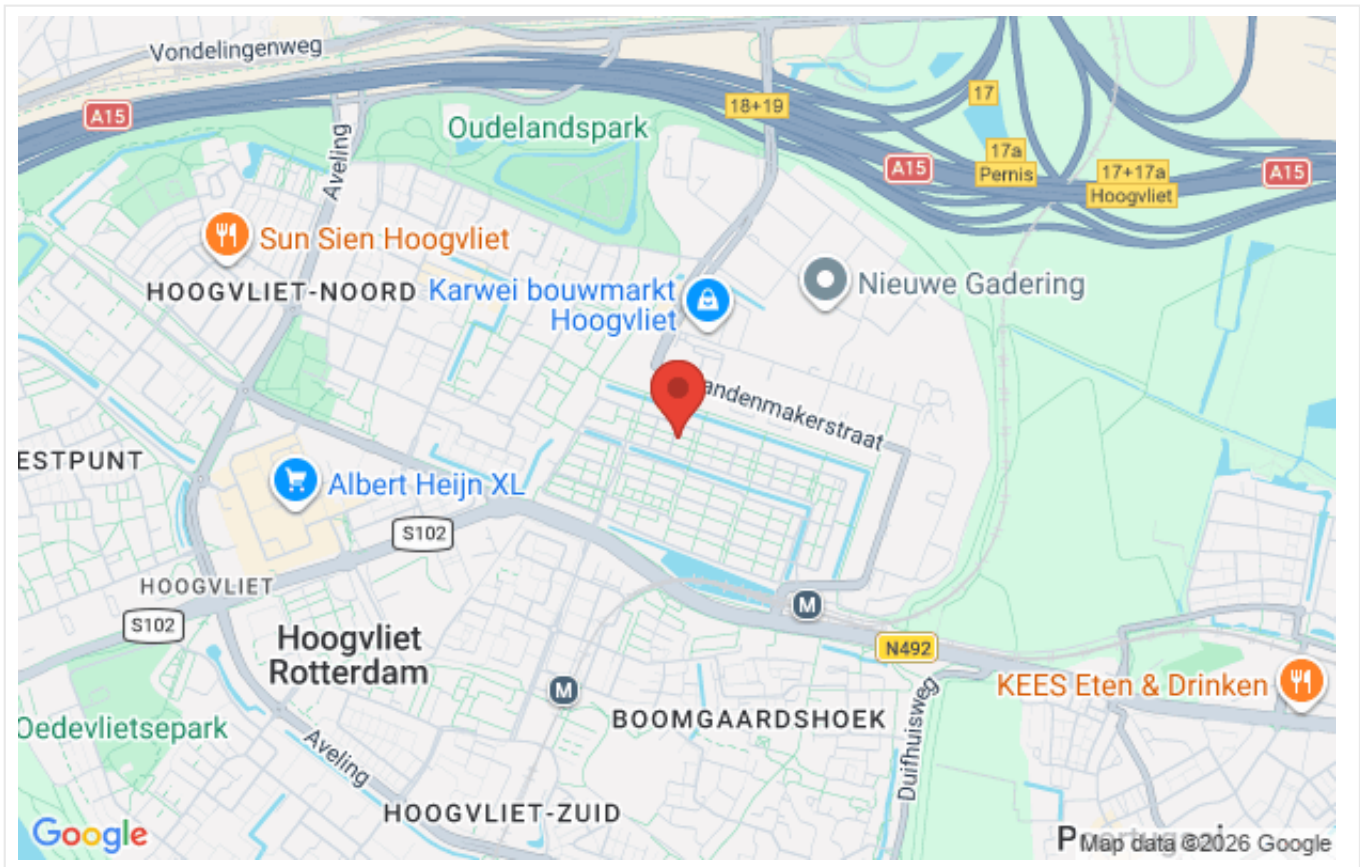 Vondelingenweg
A15
18+19
17
Oudelandspark
17a
Pernis
A15
17+17a
Hoogvliet
A15
Aveling
Sun Sien Hoogvliet
HOOGVLIET-NOORD
Karwei bouwmarkt
Hoogvliet
Nieuwe Gadering
andenmakerstraat
ESTPUNT
Albert Heijn XL
S102
HOOGVLIET
S102
M
Hoogvliet
Rotterdam
N492
M
KEES Eten & Drinken
BOOMGAARDSHOEK
Duifhuisweg
Oedevlietsepark
Aveling
HOOGVLIET-ZUID
Google
Map data ©2026 Google